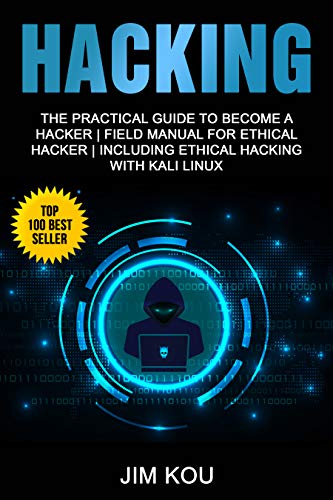 HACKING
THE PRACTICAL GUIDE TO BECOME A
HACKER | FIELD MANUAL FOR ETHICAL
HACKER | INCLUDING ETHICAL HACKING
WITH KALI LINUX
TOP
100 BEST
SELLER
JIM KOU